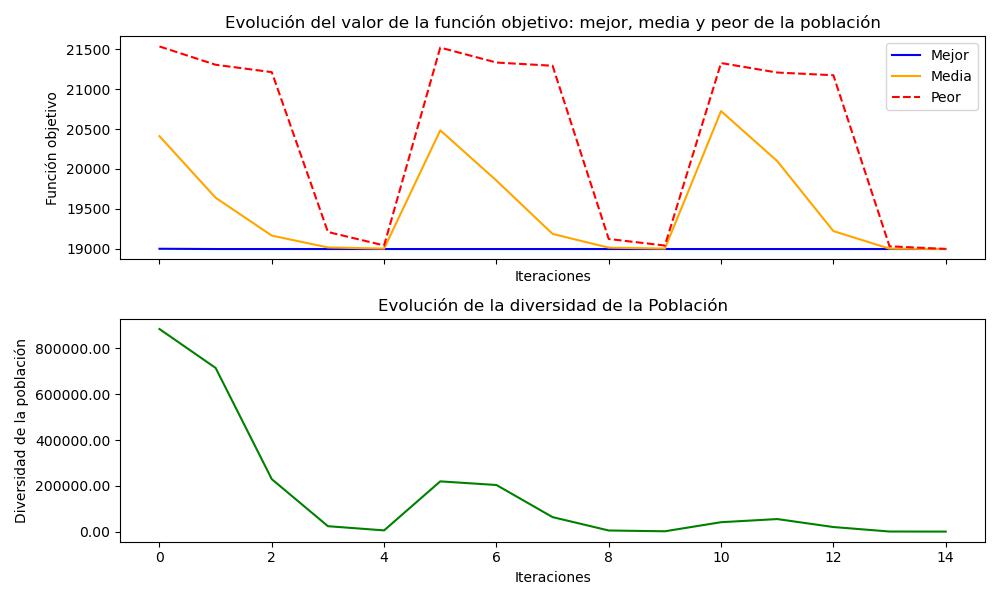 Evolución del valor de la función objetivo: mejor, media y peor de la población
Función objetivo
21500
21000
20500
20000
19500
19000
Mejor
Media
Peor
Iteraciones
Evolución de la diversidad de la Población
Diversidad de la población
800000.00
600000.00
400000.00
200000.00
0.00
0 2 4 6 8 10 12 14
Iteraciones